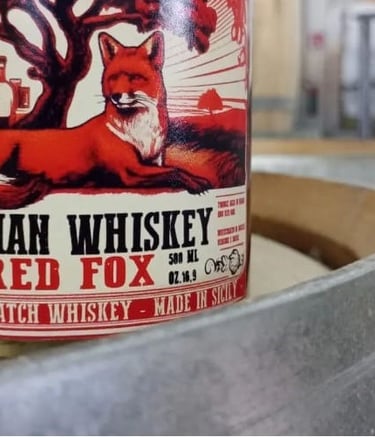 IAN WHISKEY
RED FOX
500 ML
OZ.16,9
ATCH WHISKEY - MADE IN SICILY